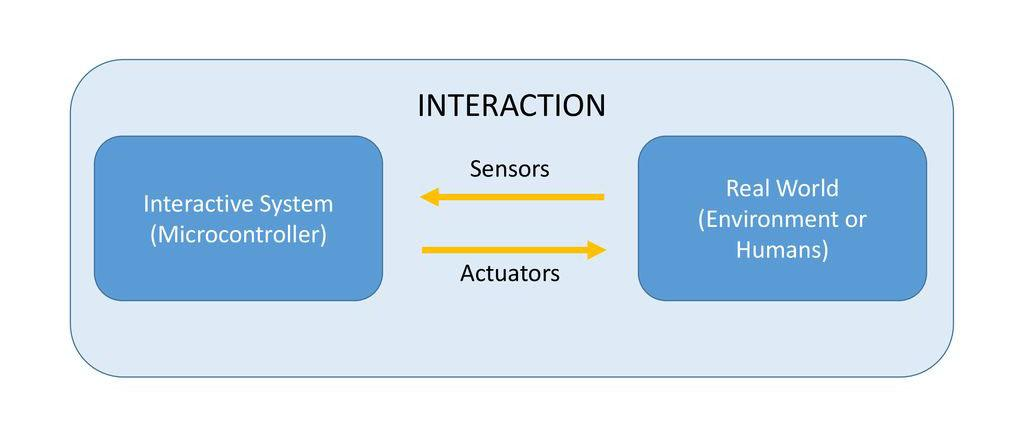 INTERACTION
Interactive System
(Microcontroller)
Sensors
Actuators
Real World
(Environment or
Humans)